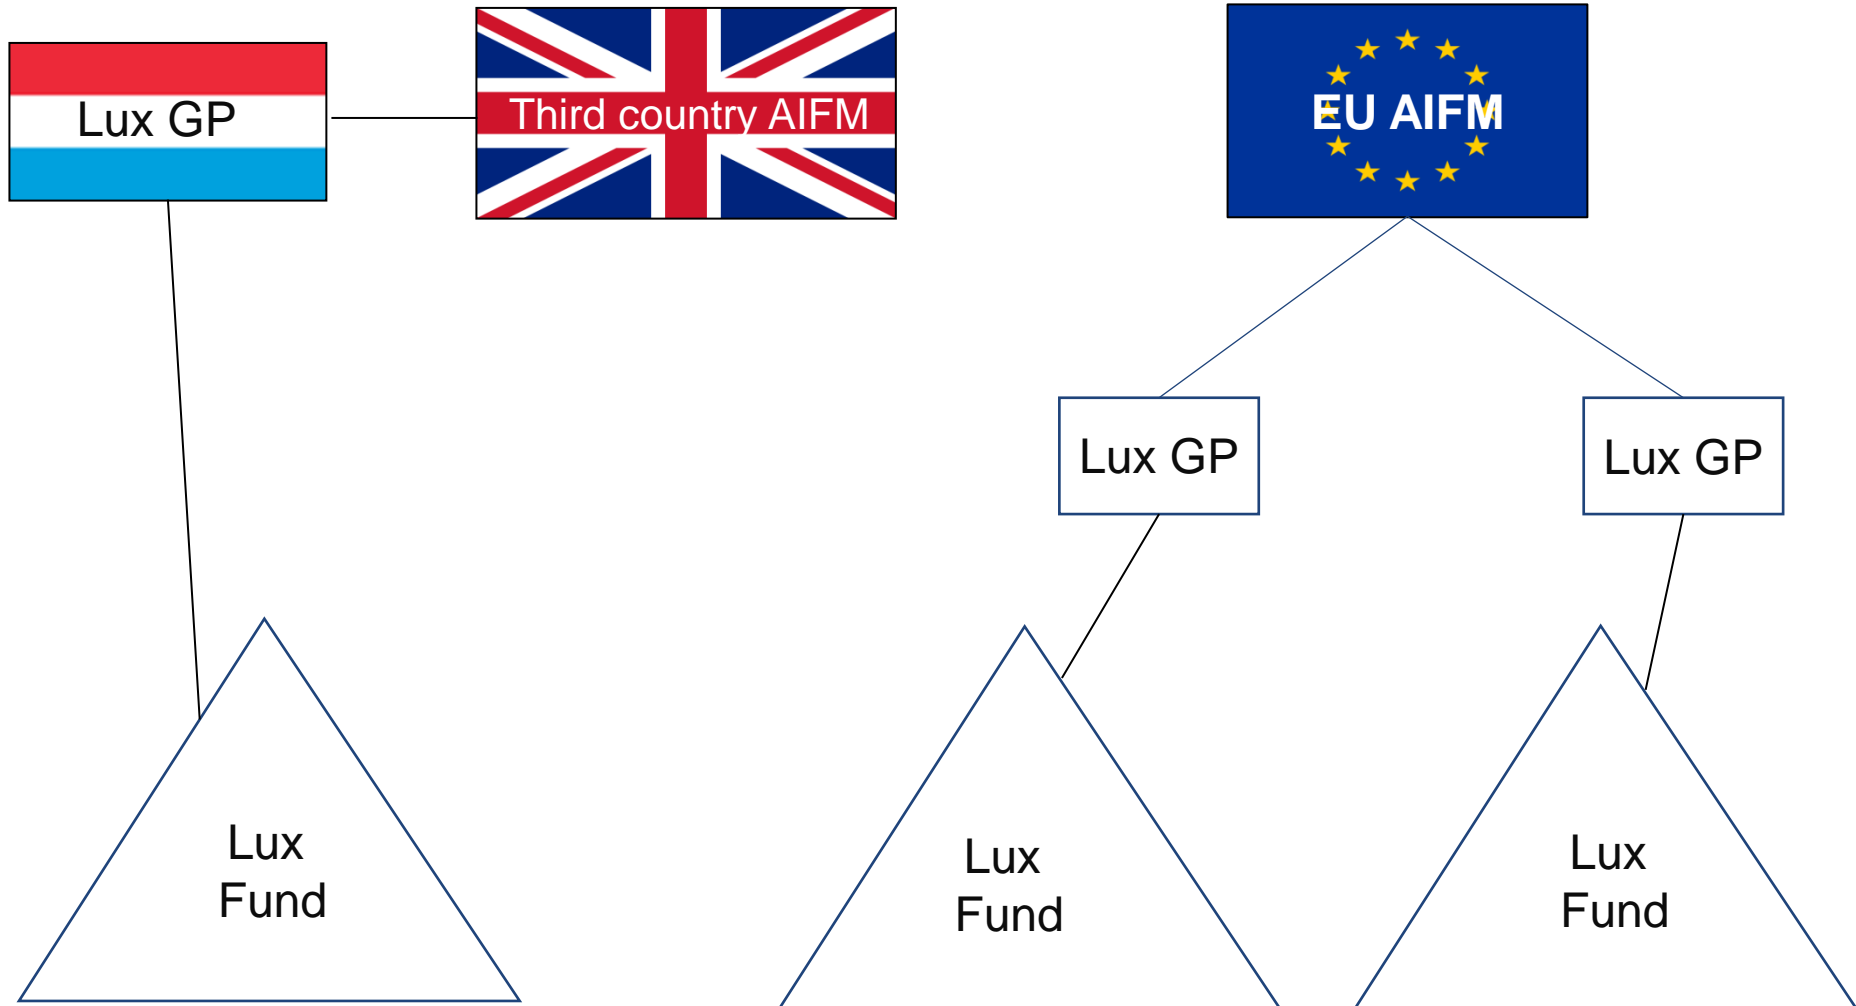 Lux GP
Third country AIFM
EU AIFM
Lux GP
Lux GP
Lux
Fund
Lux
Fund
Lux
Fund